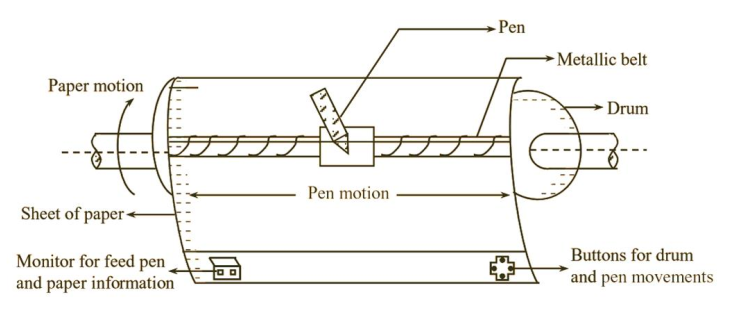 Pen
Metallic belt
Paper motion
Drum
Pen motion
Sheet of paper
Monitor for feed pen
and paper information
Buttons for drum
and pen movements